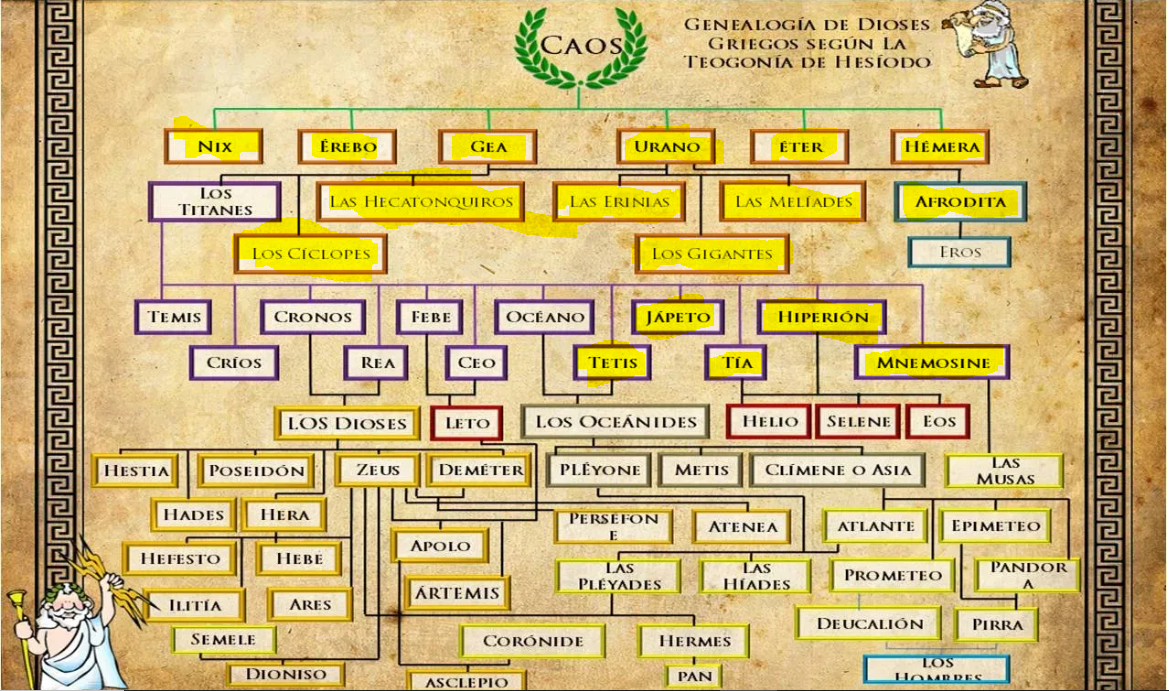 Caos
Genealogía de Dioses
Griegos según La
Teogonía de Hesíodo
Nix
Érebo
Gea
Urano
Éter
Hémera
Los
Titanes
Las Hecatonquiros
Las Erinias
Las Melíades
Afrodita
Los Cíclopes
Los Gigantes
Eros
Temis
Cronos
Febe
Océano
Jápeto
Hiperión
Críos
Rea
Ceo
Tetis
Tía
Mnemosine
LOS Dioses
Leto
Los Oceánides
Helio
Selene
Eos
Hestia
Poseidón
Zeus
Deméter
Plêyone
Metis
Clímene o Asia
Las
Musas
Hades
Hera
Perséfon
e
Atenea
atlante
Epimeteo
Hefesto
Hebe
Apolo
Las
Pléyades
Las
Híades
Prometeo
Pandor
a
Ilitía
Ares
Ártemis
Deucalión
Pirra
Semele
Corónide
Hermes
Dioniso
Asclepio
Pan
Los
Hombres